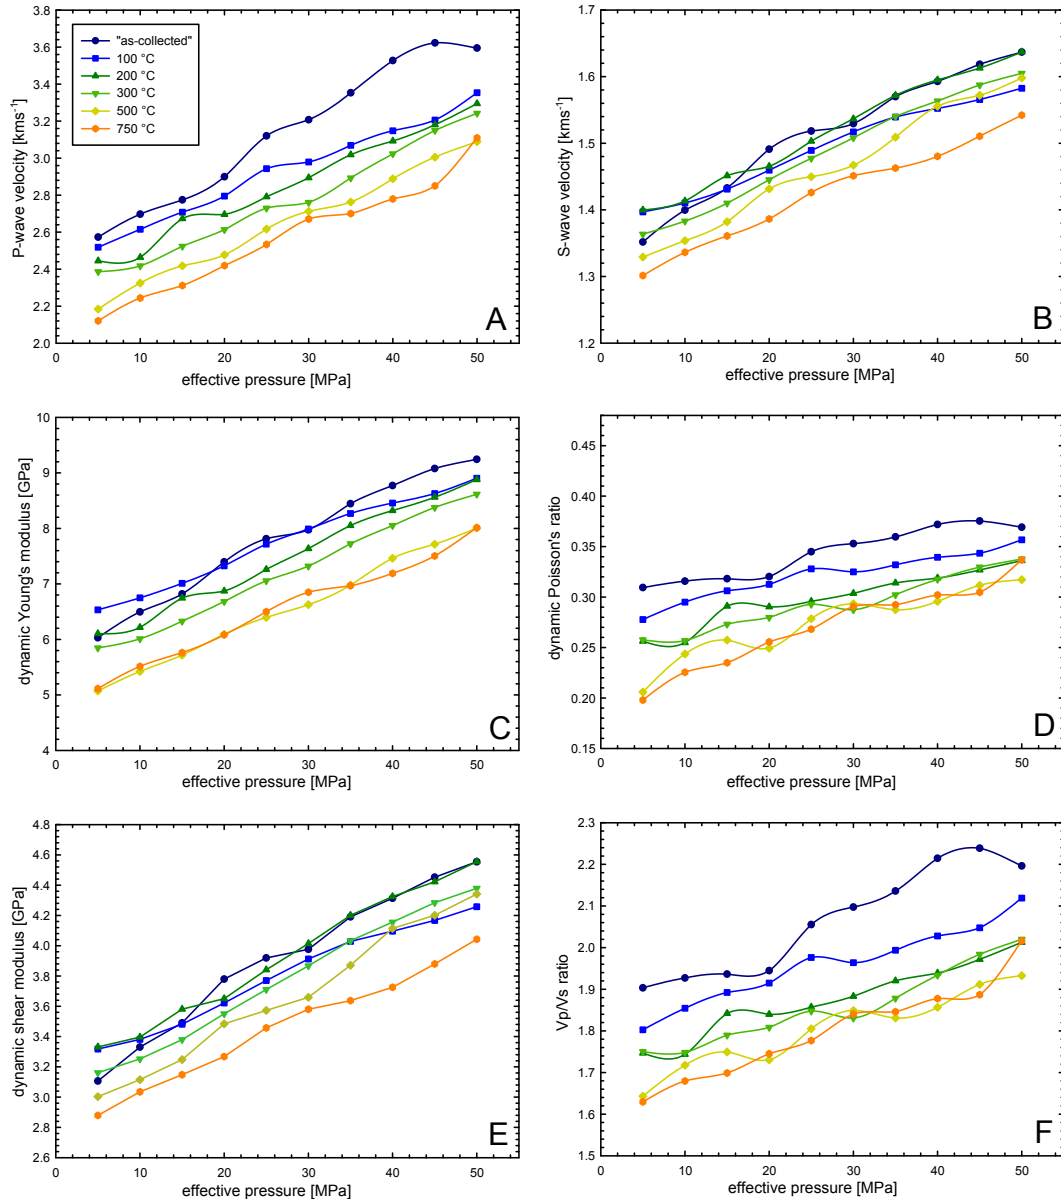 3.8
3.6
3.4
3.2
3.0
2.8
2.6
2.4
2.2
2.0
P-wave velocity [kms-1]
"as-collected"
100 °C
200 °C
300 °C
500 °C
750 °C
A
0 10 20 30 40 50
effective pressure [MPa]
1.7
1.6
1.5
1.4
1.3
1.2
S-wave velocity [kms-1]
B
0 10 20 30 40 50
effective pressure [MPa]
10
9
8
7
6
5
4
dynamic Young's modulus [GPa]
C
0 10 20 30 40 50
effective pressure [MPa]
0.45
0.40
0.35
0.30
0.25
0.20
0.15
dynamic Poisson's ratio
D
0 10 20 30 40 50
effective pressure [MPa]
4.8
4.6
4.4
4.2
4.0
3.8
3.6
3.4
3.2
3.0
2.8
2.6
dynamic shear modulus [GPa]
E
0 10 20 30 40 50
effective pressure [MPa]
2.3
2.2
2.1
2.0
1.9
1.8
1.7
1.6
1.5
Vp/Vs ratio
F
0 10 20 30 40 50
effective pressure [MPa]